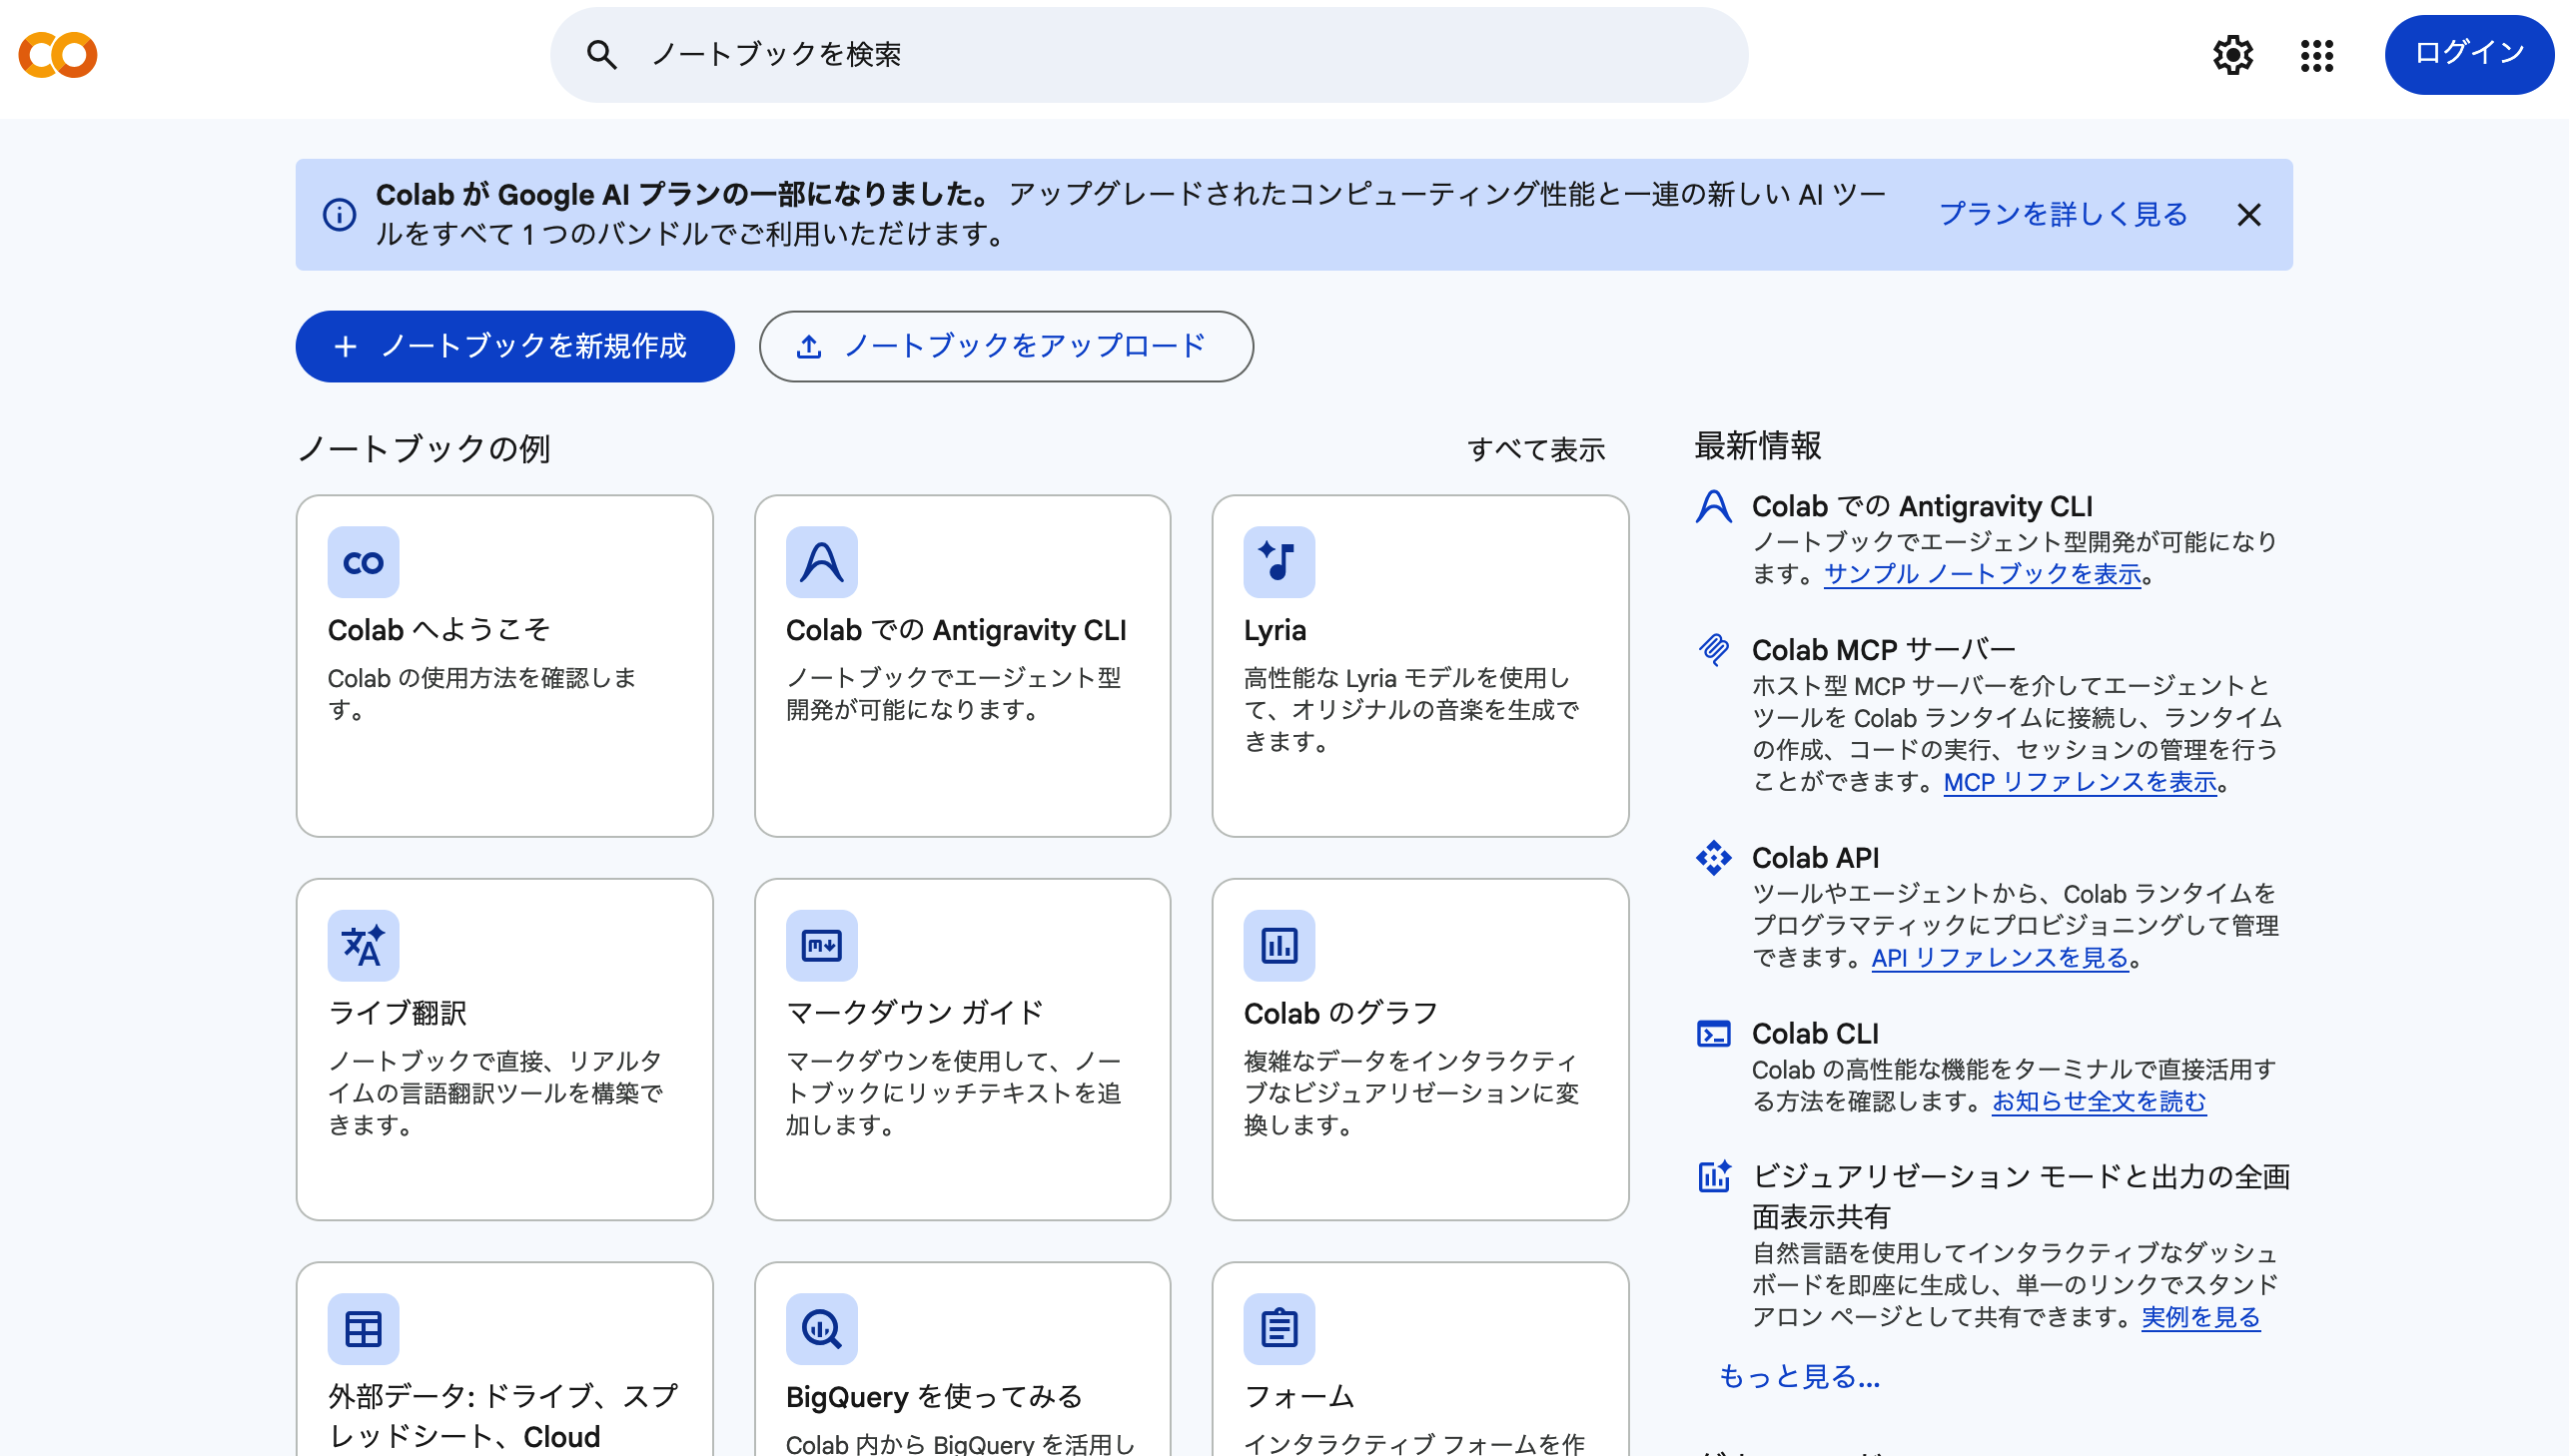 ノートブックを検索
ログイン
Colab が Google AI プランの一部になりました。 アップグレードされたコンピューティング性能と一連の新しい AI ツー
ルをすべて 1 つのバンドルでご利用いただけます。
プランを詳しく見る
ノートブックを新規作成
ノートブックをアップロード
ノートブックの例
すべて表示
CO
Colab へようこそ
Colab の使用方法を確認しま
す。
Colab での Antigravity CLI
ノートブックでエージェント型
開発が可能になります。
Lyria
高性能な Lyria モデルを使用し
て、オリジナルの音楽を生成で
きます。
ライブ翻訳
ノートブックで直接、リアルタ
イムの言語翻訳ツールを構築で
きます。
マークダウン ガイド
マークダウンを使用して、ノー
トブックにリッチテキストを追
加します。
Colab のグラフ
複雑なデータをインタラクティ
ブなビジュアリゼーションに変
換します。
外部データ: ドライブ、スプ
レッドシート、Cloud
BigQuery を使ってみる
Colab 内から BigQuery を活用し
フォーム
インタラクティブ フォームを作
最新情報
Colab での Antigravity CLI
ノートブックでエージェント型開発が可能になり
ます。サンプル ノートブックを表示。
Colab MCP サーバー
ホスト型 MCP サーバーを介してエージェントと
ツールを Colab ランタイムに接続し、ランタイム
の作成、コードの実行、セッションの管理を行う
ことができます。MCP リファレンスを表示。
Colab API
ツールやエージェントから、Colab ランタイムを
プログラマティックにプロビジョニングして管理
できます。API リファレンスを見る。
Colab CLI
Colab の高性能な機能をターミナルで直接活用す
る方法を確認します。お知らせ全文を読む
ビジュアリゼーション モードと出力の全画
面表示共有
自然言語を使用してインタラクティブなダッシュ
ボードを即座に生成し、単一のリンクでスタンド
アロン ページとして共有できます。実例を見る
もっと見る...